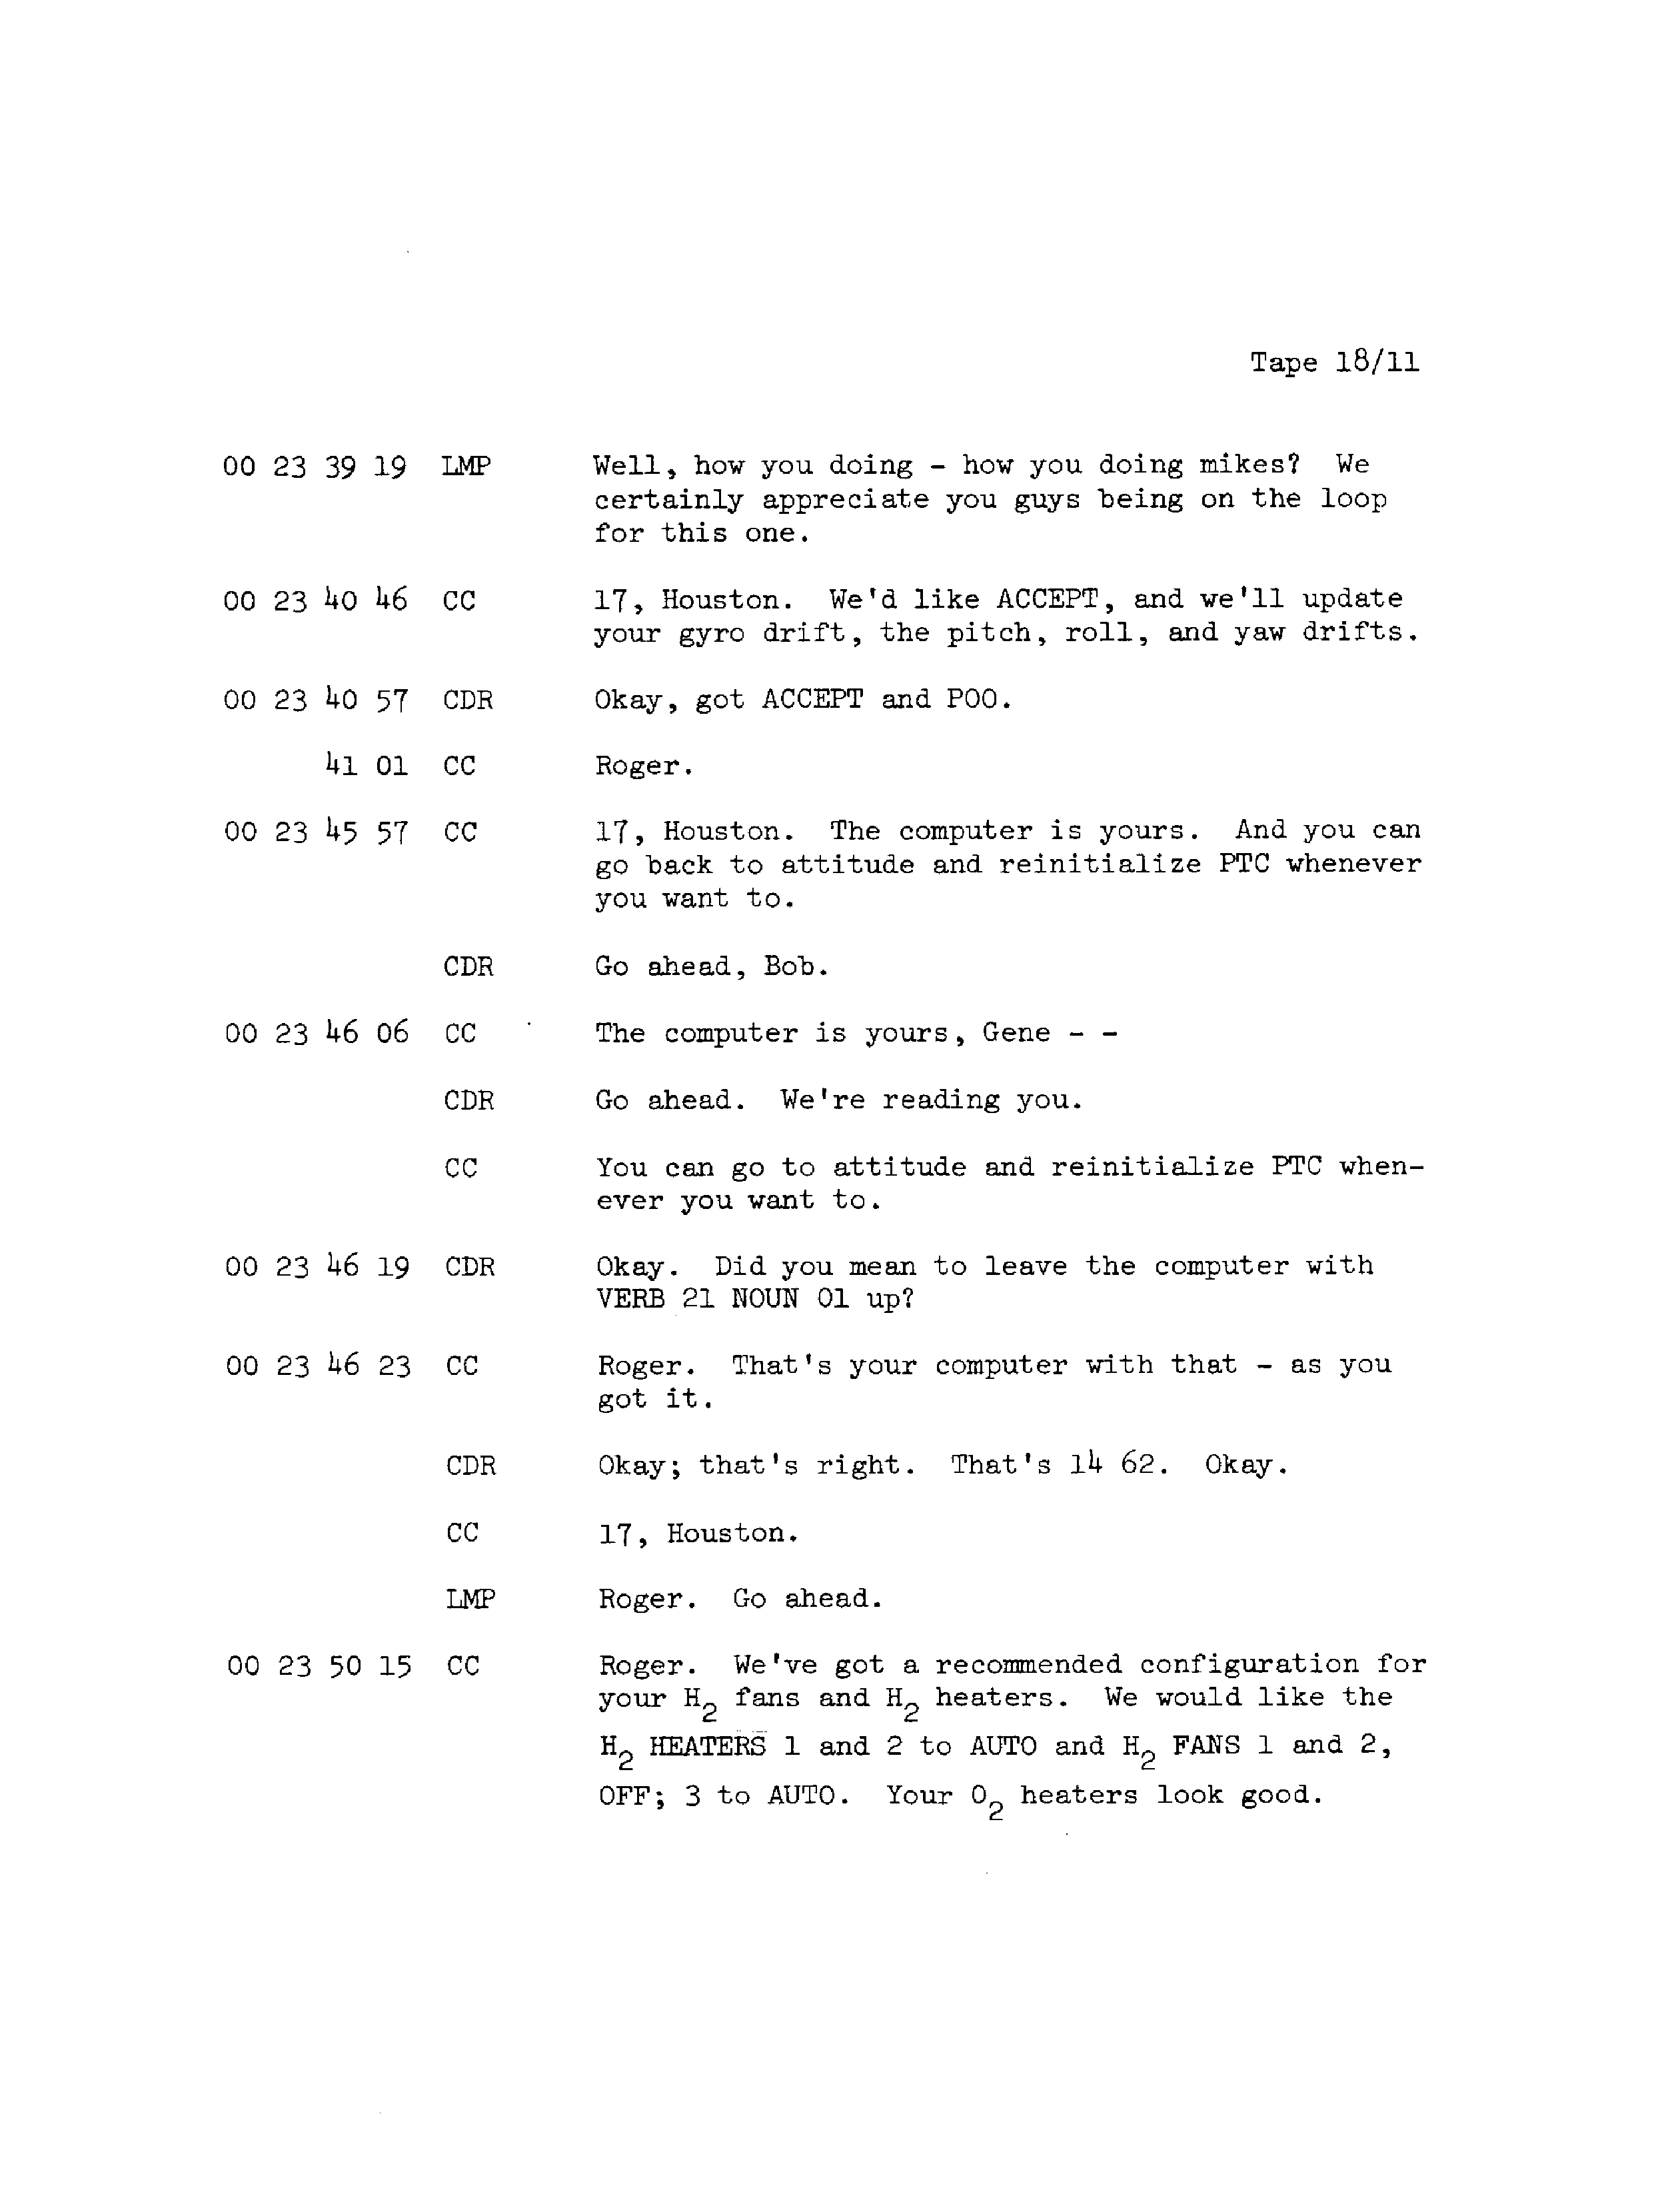 Tape 18/11
00 23 39 19 LMP Well, how you doing - how you doing mikes? We
certainly appreciate you guys being on the loop
for this one.
00 23 40 46 CC 17, Houston. We'd like ACCEPT, and we'll update
your gyro drift, the pitch, roll, and yaw drifts.
00 23 40 57 CDR Okay, got ACCEPT and POO.
41 01 CC Roger.
00 23 45 57 CC 17, Houston. The computer is yours. And you can
go back to attitude and reinitialize PTC whenever
you want to.
CDR Go ahead, Bob.
00 23 46 06 CC The computer is yours, Gene - -
CDR Go ahead. We're reading you.
CC You can go to attitude and reinitialize PTC when-
ever you want to.
00 23 46 19 CDR Okay. Did you mean to leave the computer with
VERB 21 NOUN 01 up?
00 23 46 23 CC Roger. That's your computer with that - as you
got it.
CDR Okay; that's right. That's 14 62. Okay.
CC 17, Houston.
LMP Roger. Go ahead.
00 23 50 15 CC Roger. We've got a recommended configuration for
your H2 fans and H2 heaters. We would like the
H2 HEATERS 1 and 2 to AUTO and H2 FANS 1 and 2,
OFF; 3 to AUTO. Your O2 heaters look good.